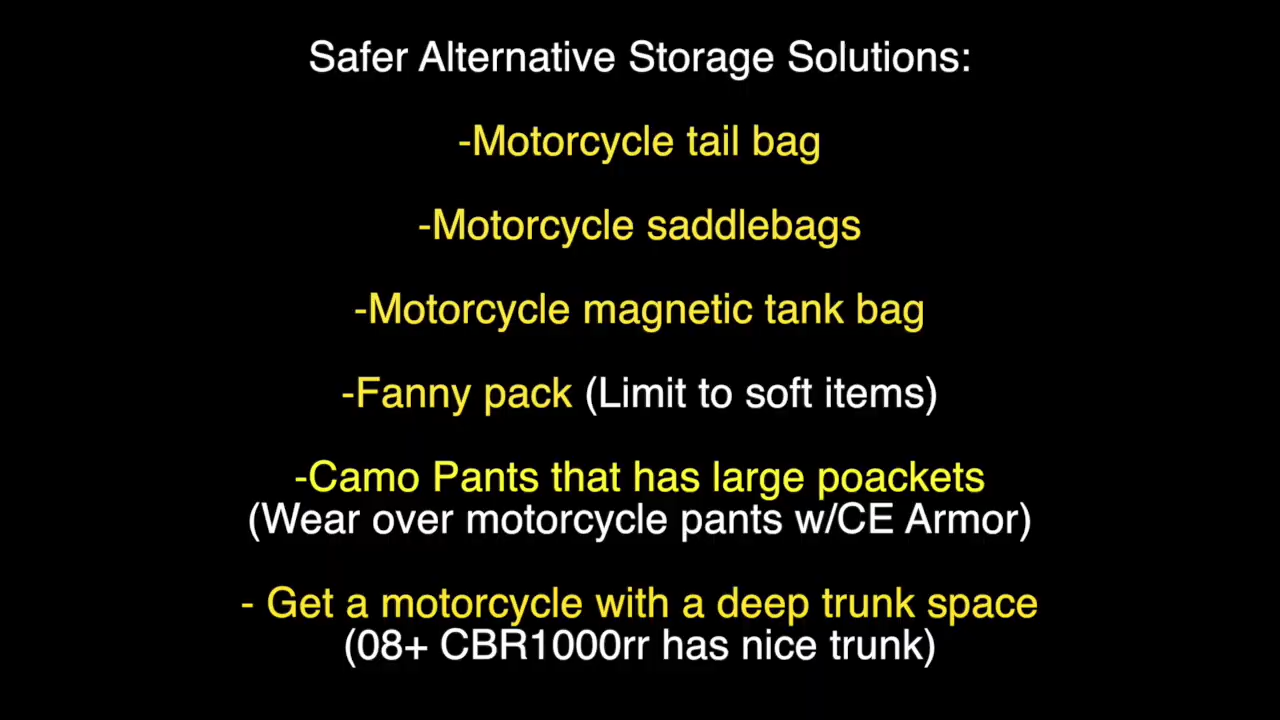 Safer Alternative Storage Solutions:
-Motorcycle tail bag
-Motorcycle saddlebags
-Motorcycle magnetic tank bag
-Fanny pack (Limit to soft items)
-Camo Pants that has large poackets
(Wear over motorcycle pants w/CE Armor)
- Get a motorcycle with a deep trunk space
(08+ CBR1000rr has nice trunk)